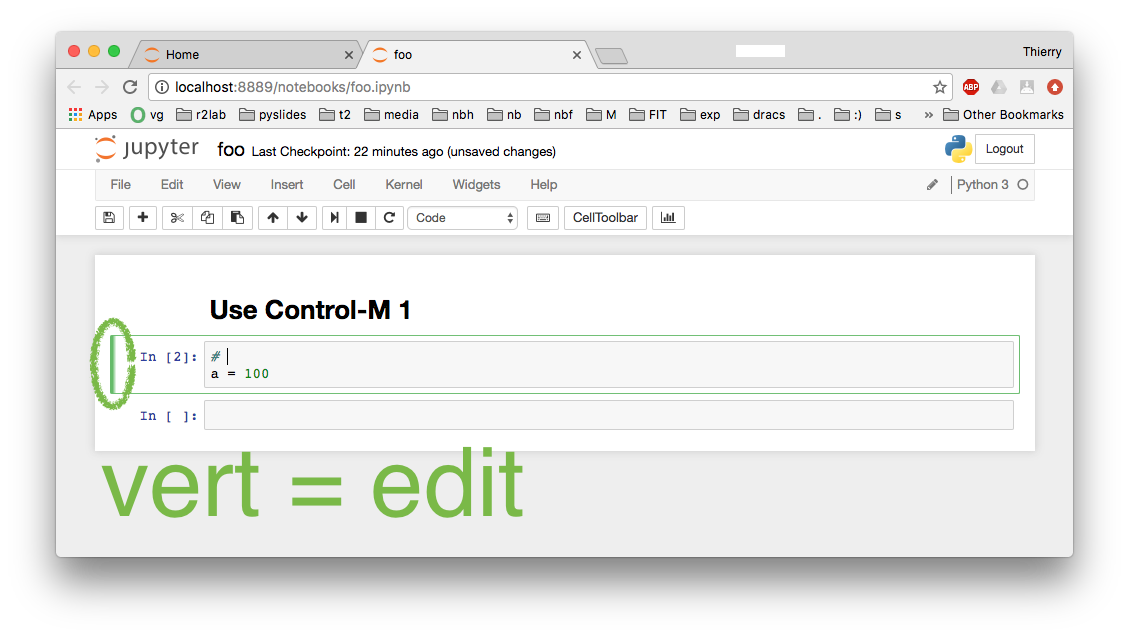 Home
foo
Thierry
localhost:8889/notebooks/foo.ipynb
ABP
Apps vg r2lab pyslides t2 media nbh nb nbf M FIT exp dracs . :) s » Other Bookmarks
jupyter foo Last Checkpoint: 22 minutes ago (unsaved changes)
Logout
File Edit View Insert Cell Kernel Widgets Help
Python 3
Code
CellToolbar
Use Control-M 1
In [2]: #
a = 100
In [ ]:
vert = edit